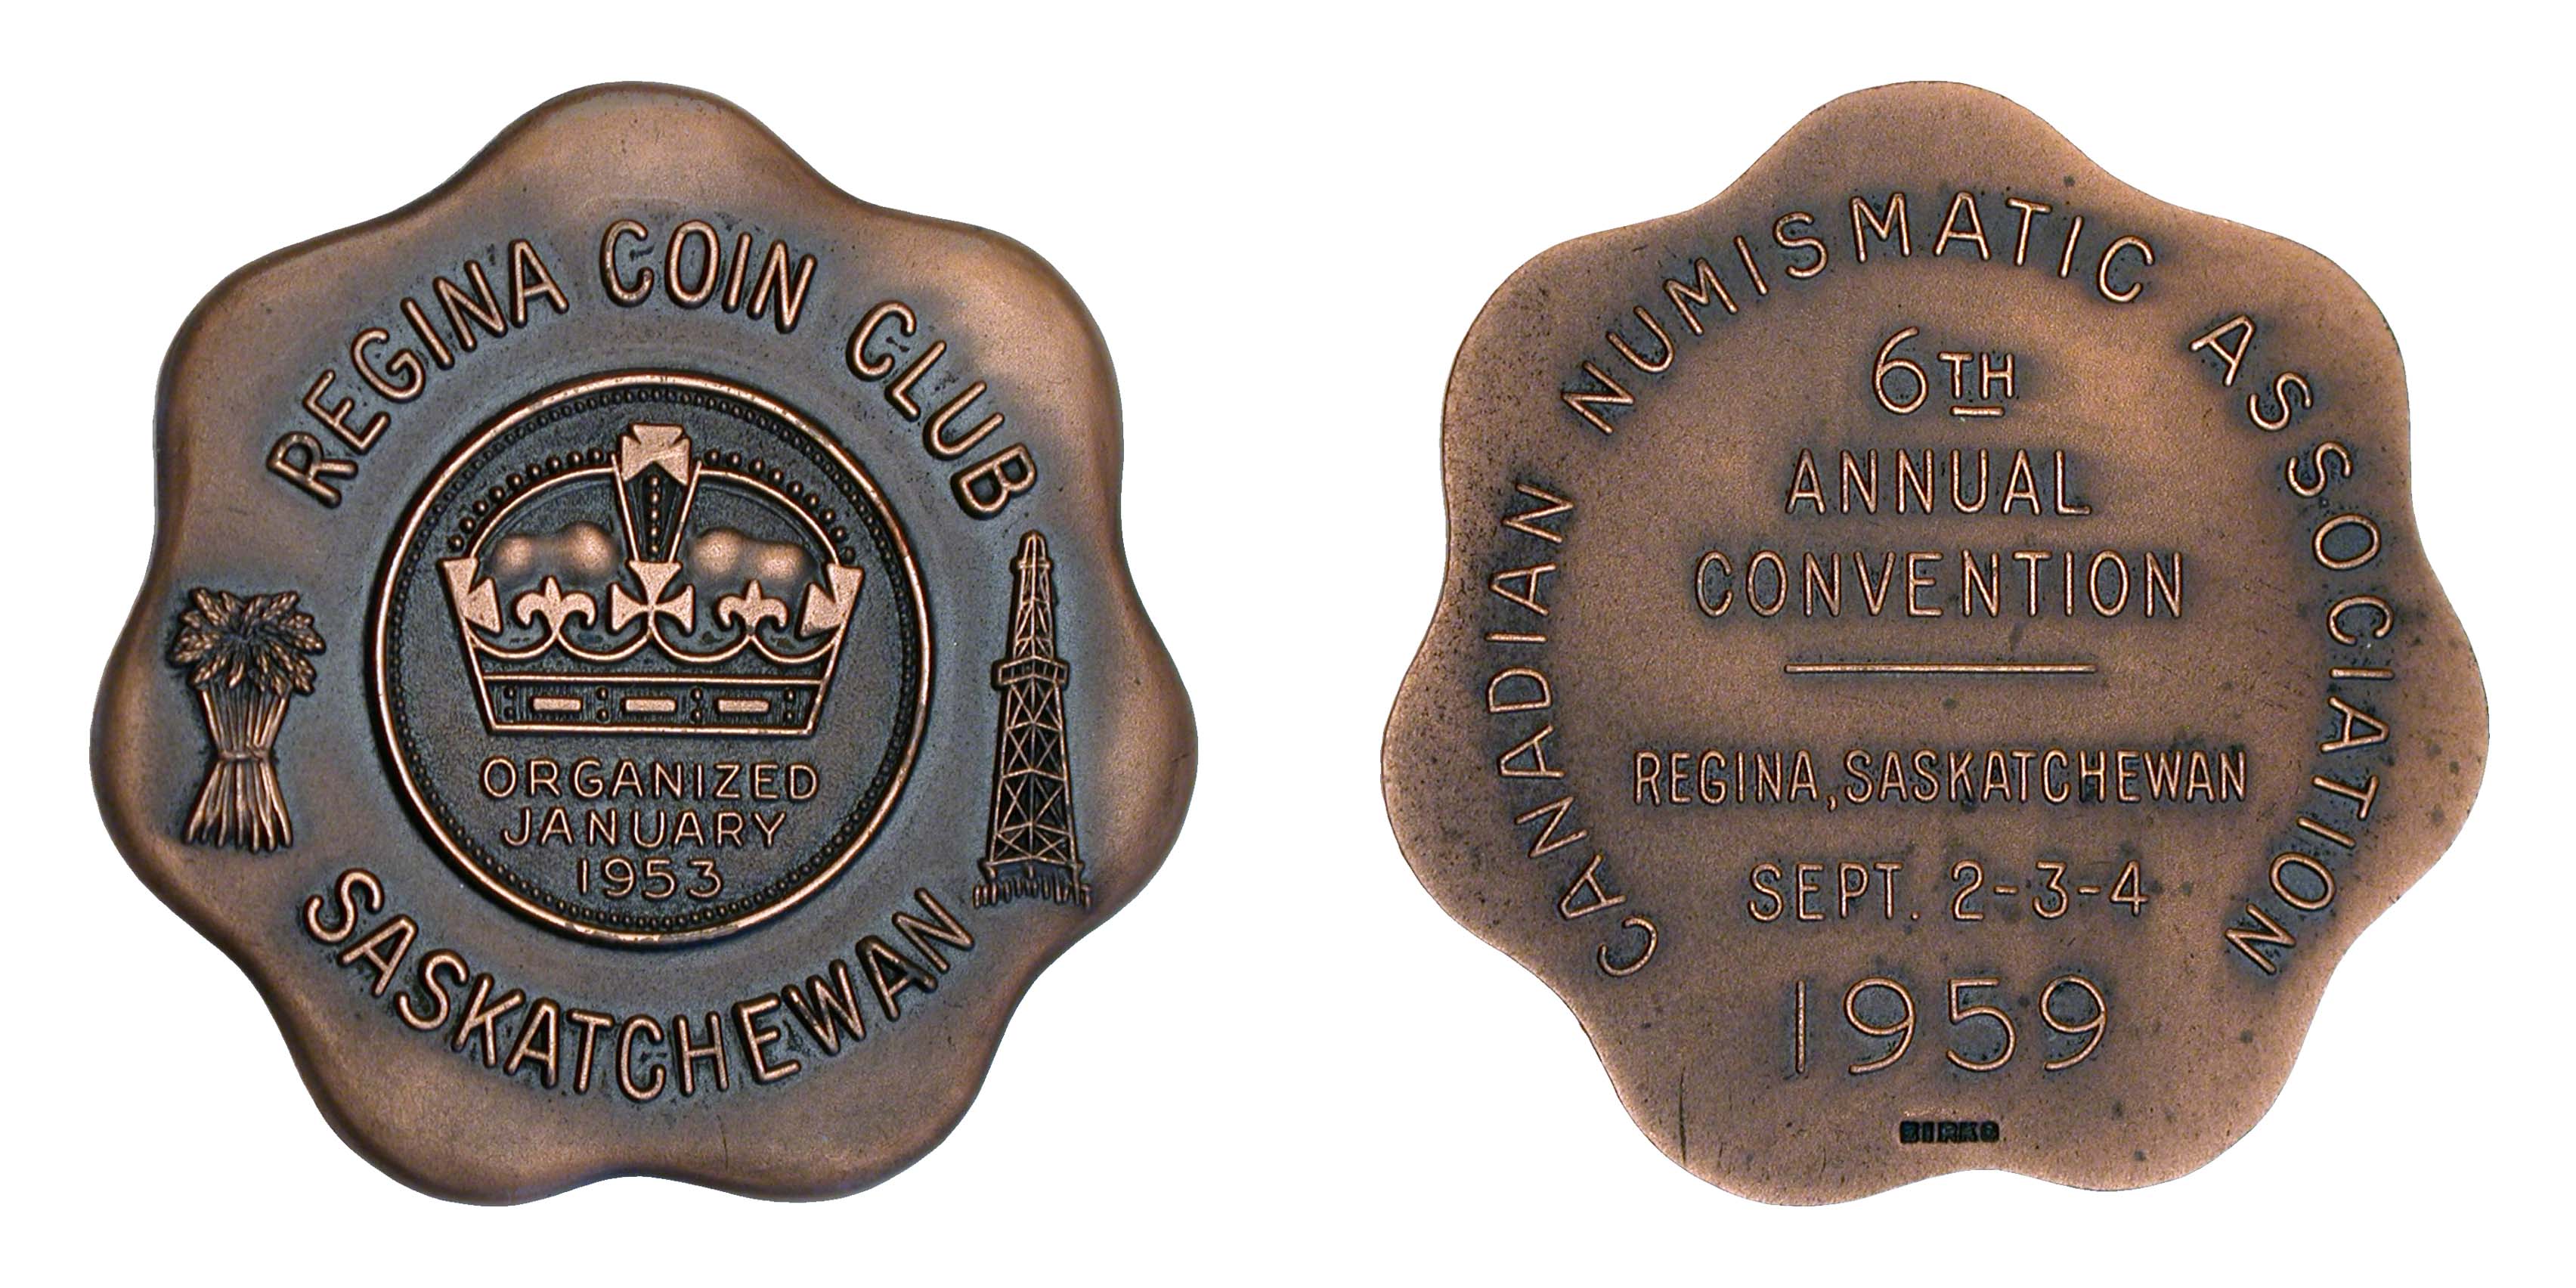 REGINA COIN CLUB
ORGANIZED
JANUARY
1953
SASKATCHEWAN
CANADIAN NUMISMATIC ASSOCIATION
6TH
ANNUAL
CONVENTION
REGINA, SASKATCHEWAN
SEPT. 2-3-4
1959
BIRKS